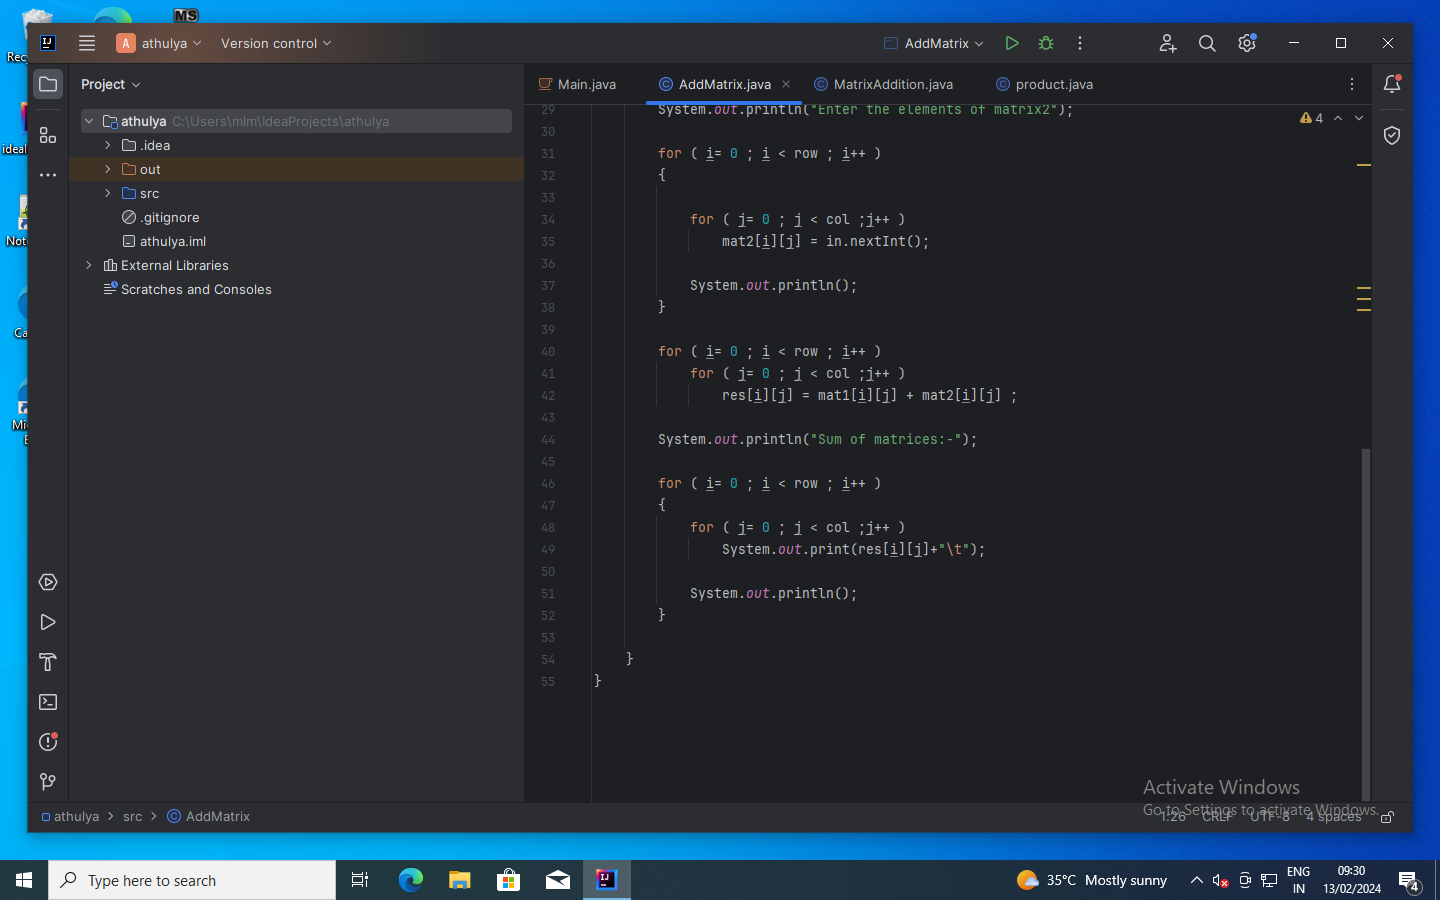 MS
Rec
ideal
Not
Ca
Mi
E
IJ
A athulya
Version control
AddMatrix
Project
Main.java
AddMatrix.java
MatrixAddition.java
product.java
athulya C:\Users\mlm\IdeaProjects\athulya
.idea
out
src
.gitignore
athulya.iml
External Libraries
Scratches and Consoles
4
29 System.out.println("Enter the elements of matrix2");
30
31 for ( i= 0 ; i < row ; i++ )
32 {
33
34 for ( j= 0 ; j < col ;j++ )
35 mat2[i][j] = in.nextInt();
36
37 System.out.println();
38 }
39
40 for ( i= 0 ; i < row ; i++ )
41 for ( j= 0 ; j < col ;j++ )
42 res[i][j] = mat1[i][j] + mat2[i][j] ;
43
44 System.out.println("Sum of matrices:-");
45
46 for ( i= 0 ; i < row ; i++ )
47 {
48 for ( j= 0 ; j < col ;j++ )
49 System.out.print(res[i][j]+"\t");
50
51 System.out.println();
52 }
53
54 }
55 }
Activate Windows
Go to Settings to activate Windows.
athulya > src > AddMatrix
1:26 CRLF UTF-8 4 spaces
Type here to search
35°C Mostly sunny
ENG
IN
09:30
13/02/2024
4